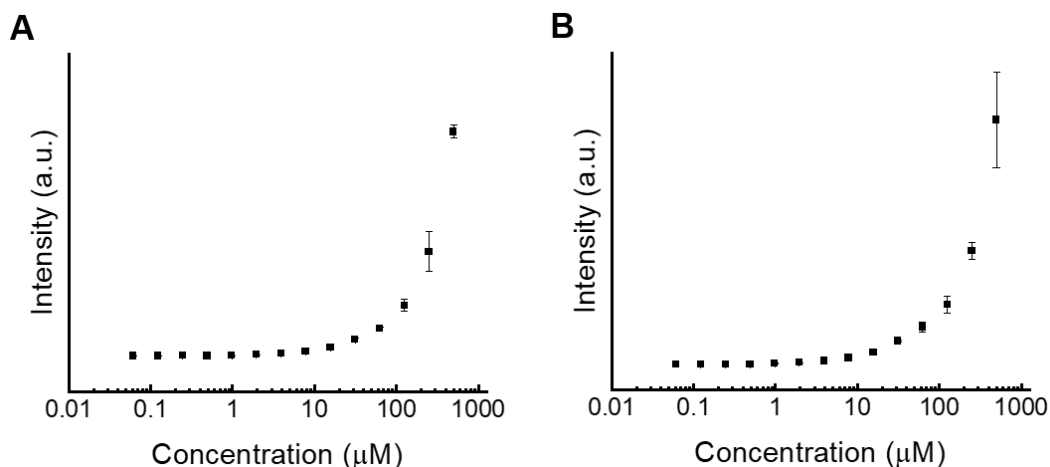 A
B
Intensity (a.u.)
Intensity (a.u.)
0.01 0.1 1 10 100 1000
0.01 0.1 1 10 100 1000
Concentration (μM)
Concentration (μM)